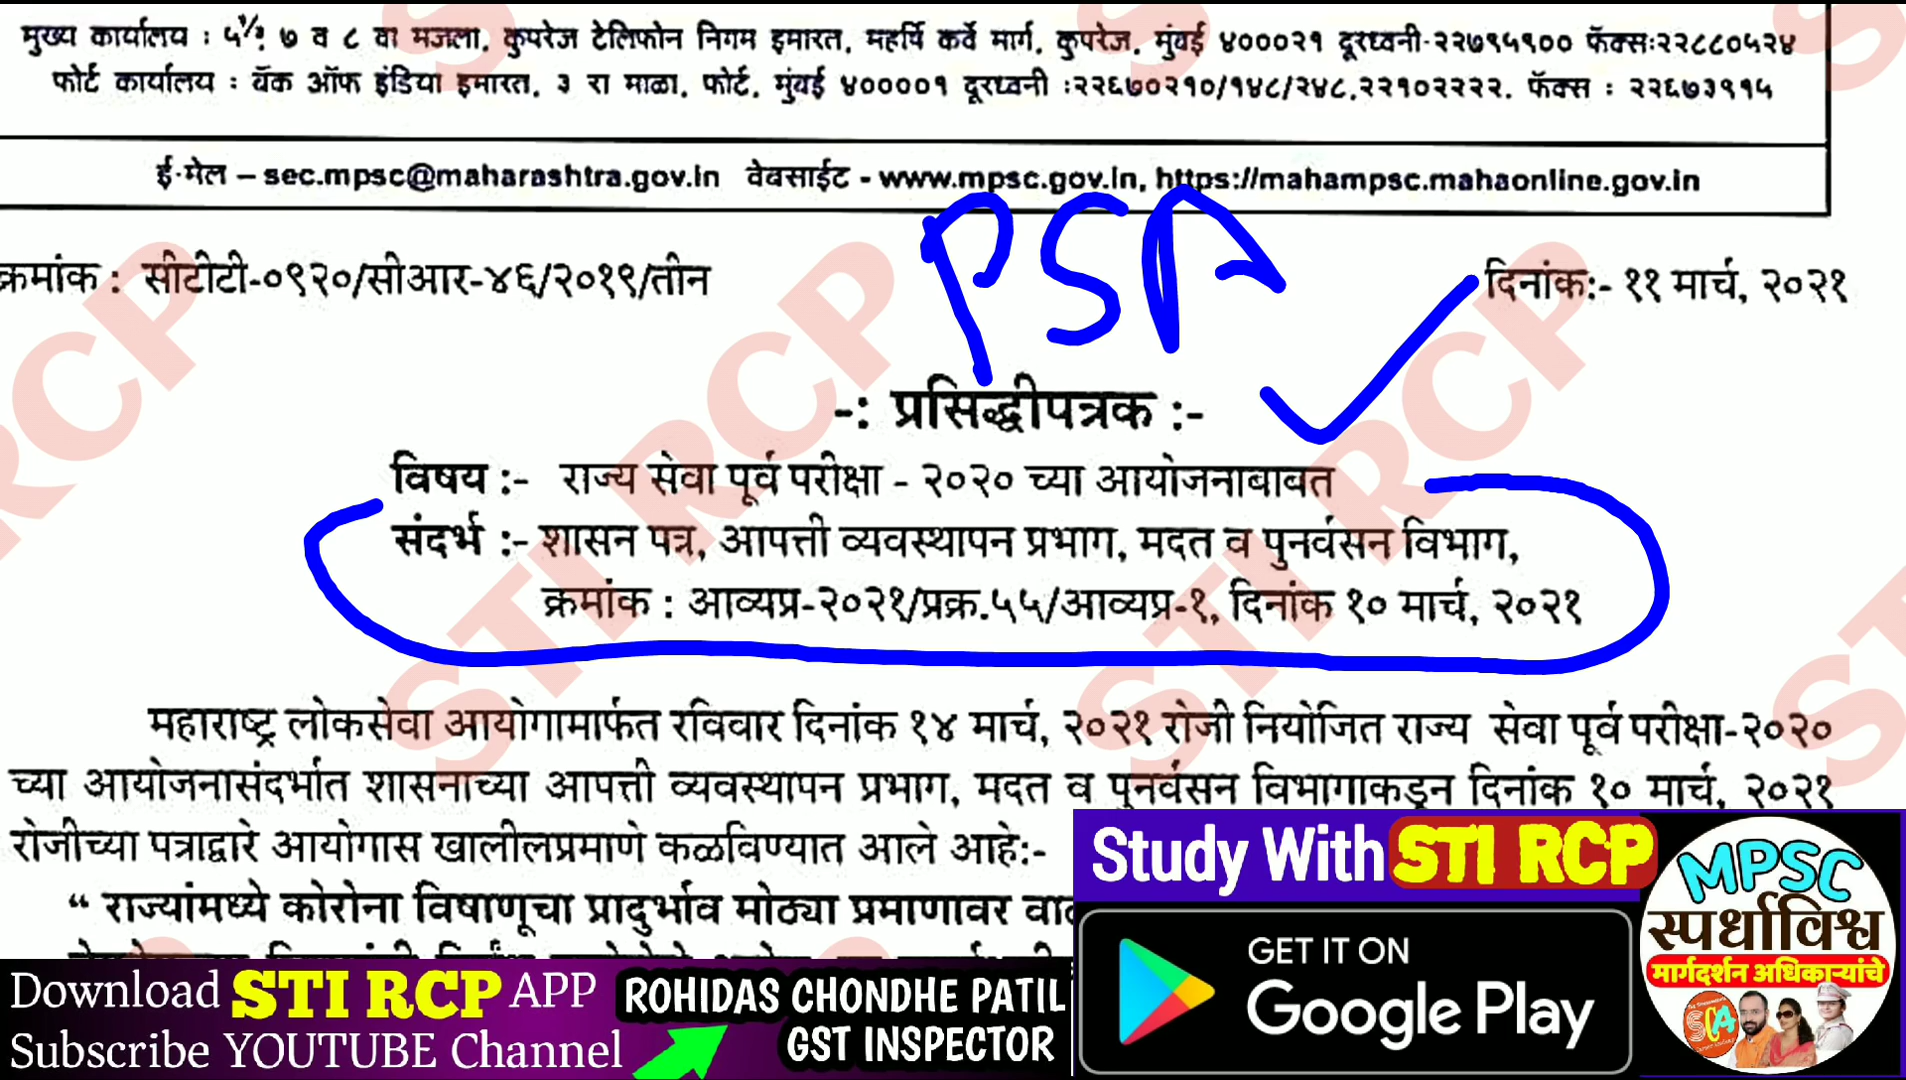 मुख्य कार्यालय : ५½, ७ व ८ वा मजला, कुपरेज टेलिफोन निगम इमारत, महर्षि कर्वे मार्ग, कुपरेज, मुंबई ४०००२१ दूरध्वनी-२२७९५९०० फॅक्स:२२८८०५२४
फोर्ट कार्यालय : बँक ऑफ इंडिया इमारत, ३ रा माळा, फोर्ट, मुंबई ४००००१ दूरध्वनी :२२६७०२१०/१४८/२४८,२२१०२२२२, फॅक्स : २२६७३९१५
ई-मेल – sec.mpsc@maharashtra.gov.in वेबसाईट - www.mpsc.gov.in, https://mahampsc.mahaonline.gov.in
PSA
क्रमांक : सीटीटी-०९२०/सीआर-४६/२०१९/तीन
दिनांक:- ११ मार्च, २०२१
-: प्रसिद्धीपत्रक :-
विषय :- राज्य सेवा पूर्व परीक्षा - २०२० च्या आयोजनाबाबत
संदर्भ :- शासन पत्र, आपत्ती व्यवस्थापन प्रभाग, मदत व पुनर्वसन विभाग,
क्रमांक : आव्यप्र-२०२१/प्रक्र.५५/आव्यप्र-१, दिनांक १० मार्च, २०२१
महाराष्ट्र लोकसेवा आयोगामार्फत रविवार दिनांक १४ मार्च, २०२१ रोजी नियोजित राज्य सेवा पूर्व परीक्षा-२०२०
च्या आयोजनासंदर्भात शासनाच्या आपत्ती व्यवस्थापन प्रभाग, मदत व पुनर्वसन विभागाकडून दिनांक १० मार्च, २०२१
रोजीच्या पत्राद्वारे आयोगास खालीलप्रमाणे कळविण्यात आले आहे:-
“ राज्यांमध्ये कोरोना विषाणूचा प्रादुर्भाव मोठ्या प्रमाणावर
Study With STI RCP
GET IT ON
Google Play
MPSC
स्पर्धाविश्व
मार्गदर्शन अधिकाऱ्यांचे
SCA
Download STI RCP APP
Subscribe YOUTUBE Channel
ROHIDAS CHONDHE PATIL
GST INSPECTOR
STI RCP